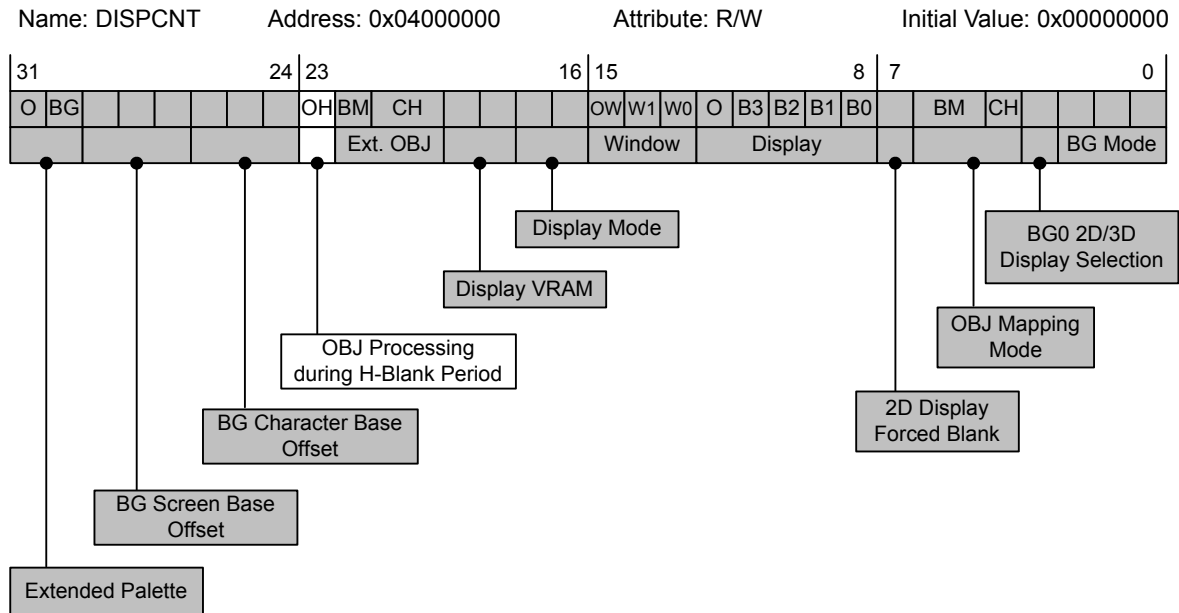 Name: DISPCNT Address: 0x04000000 Attribute: R/W Initial Value: 0x00000000
31 24 23 16 15 8 7 0
O BG OH BM CH OW W1 W0 O B3 B2 B1 B0 BM CH
Ext. OBJ Window Display BG Mode
Display Mode
BG0 2D/3D
Display Selection
Display VRAM
OBJ Processing
during H-Blank Period
OBJ Mapping
Mode
BG Character Base
Offset
2D Display
Forced Blank
BG Screen Base
Offset
Extended Palette